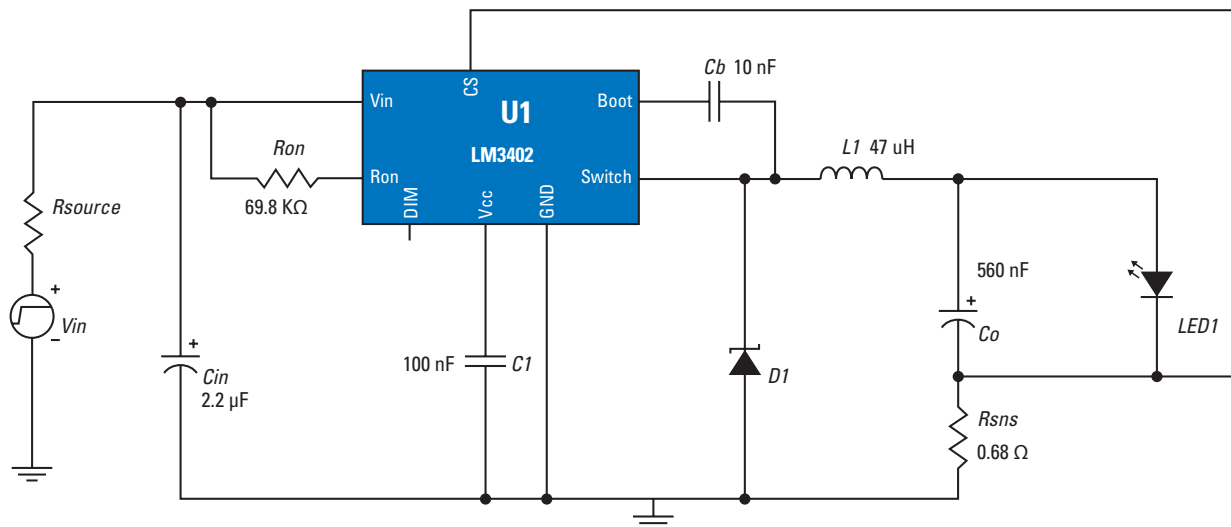 Cb 10 nF
CS
Vin
U1
Boot
LM3402
Ron
Ron
69.8 KΩ
Switch
L1 47 uH
DIM
Vcc
GND
Rsource
+
Vin
–
+
Cin
2.2 µF
100 nF C1
D1
560 nF
+
Co
LED1
Rsns
0.68 Ω